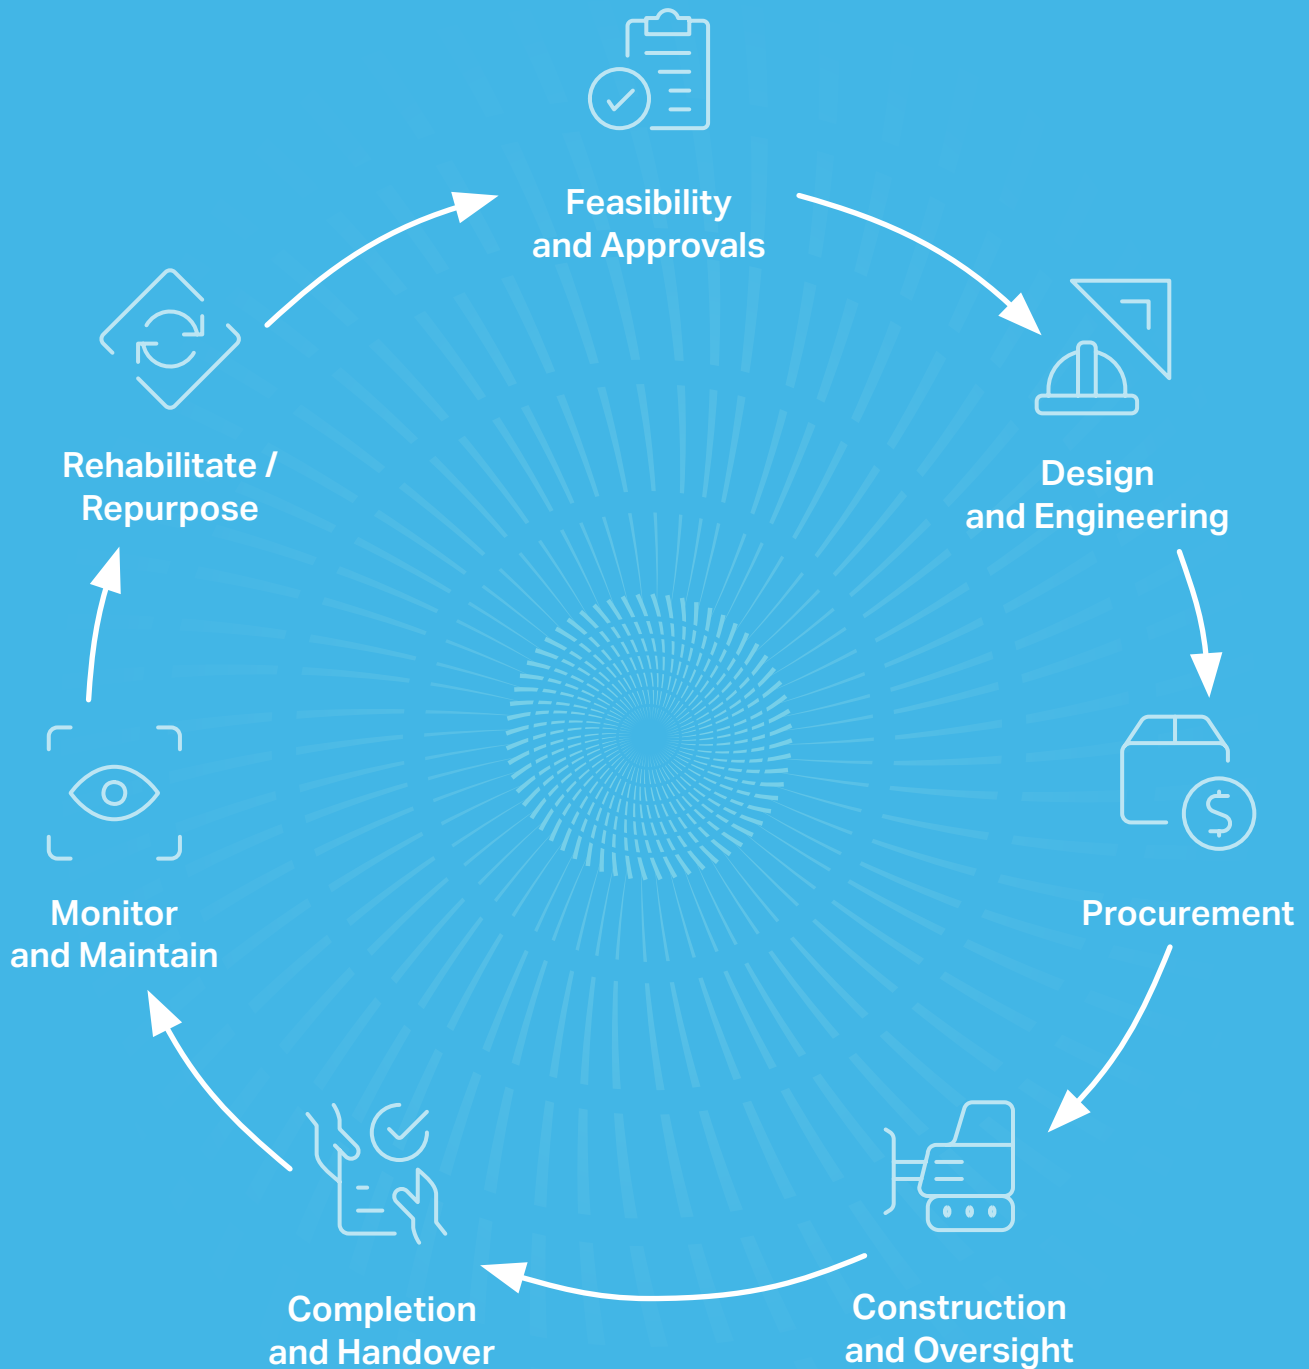 Feasibility
and Approvals
Design
and Engineering
Procurement
Construction
and Oversight
Completion
and Handover
Monitor
and Maintain
Rehabilitate /
Repurpose
$